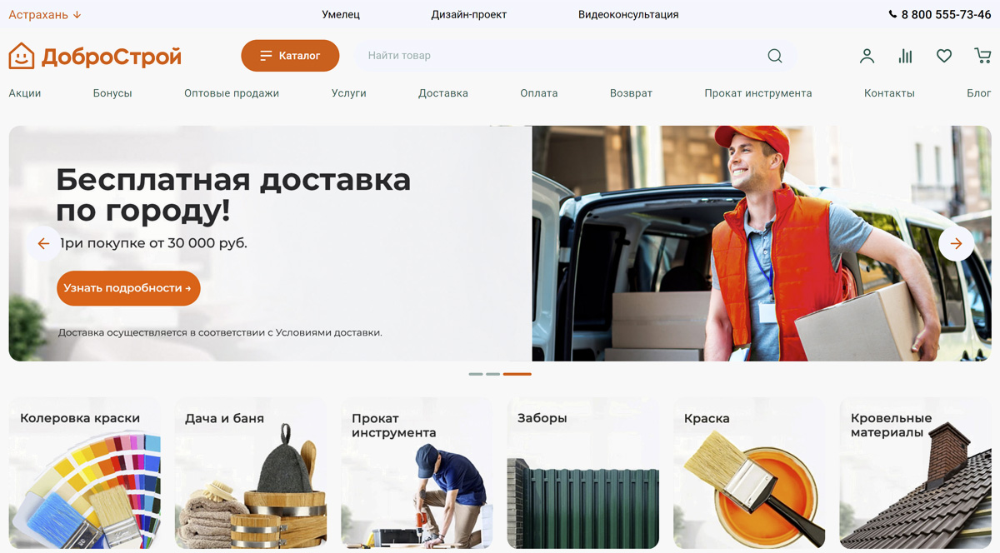 Астрахань ↓
Умелец
Дизайн-проект
Видеоконсультация
8 800 555-73-46
ДоброСтрой
Каталог
Найти товар
Акции
Бонусы
Оптовые продажи
Услуги
Доставка
Оплата
Возврат
Прокат инструмента
Контакты
Блог
Бесплатная доставка
по городу!
При покупке от 30 000 руб.
Узнать подробности →
Доставка осуществляется в соответствии с Условиями доставки.
Колеровка краски
Дача и баня
Прокат
инструмента
Заборы
Краска
Кровельные
материалы